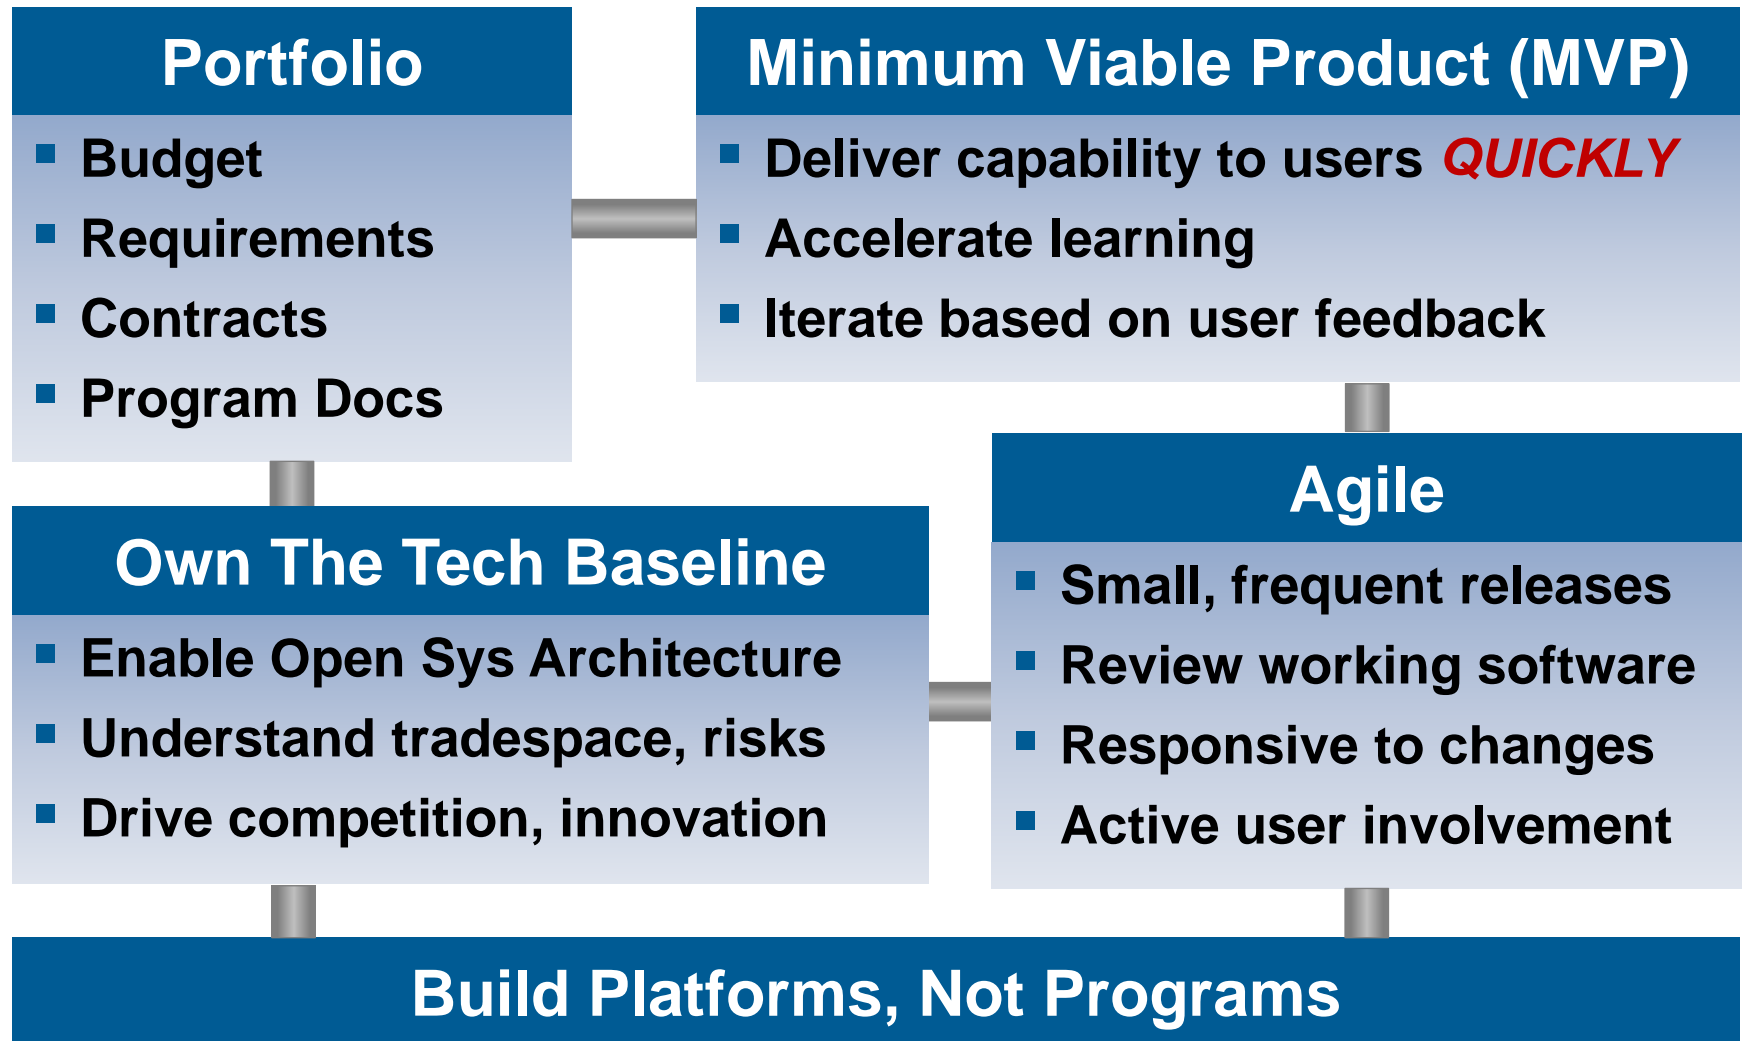 Portfolio
Budget
Requirements
Contracts
Program Docs
Minimum Viable Product (MVP)
Deliver capability to users QUICKLY
Accelerate learning
Iterate based on user feedback
Own The Tech Baseline
Enable Open Sys Architecture
Understand tradespace, risks
Drive competition, innovation
Agile
Small, frequent releases
Review working software
Responsive to changes
Active user involvement
Build Platforms, Not Programs